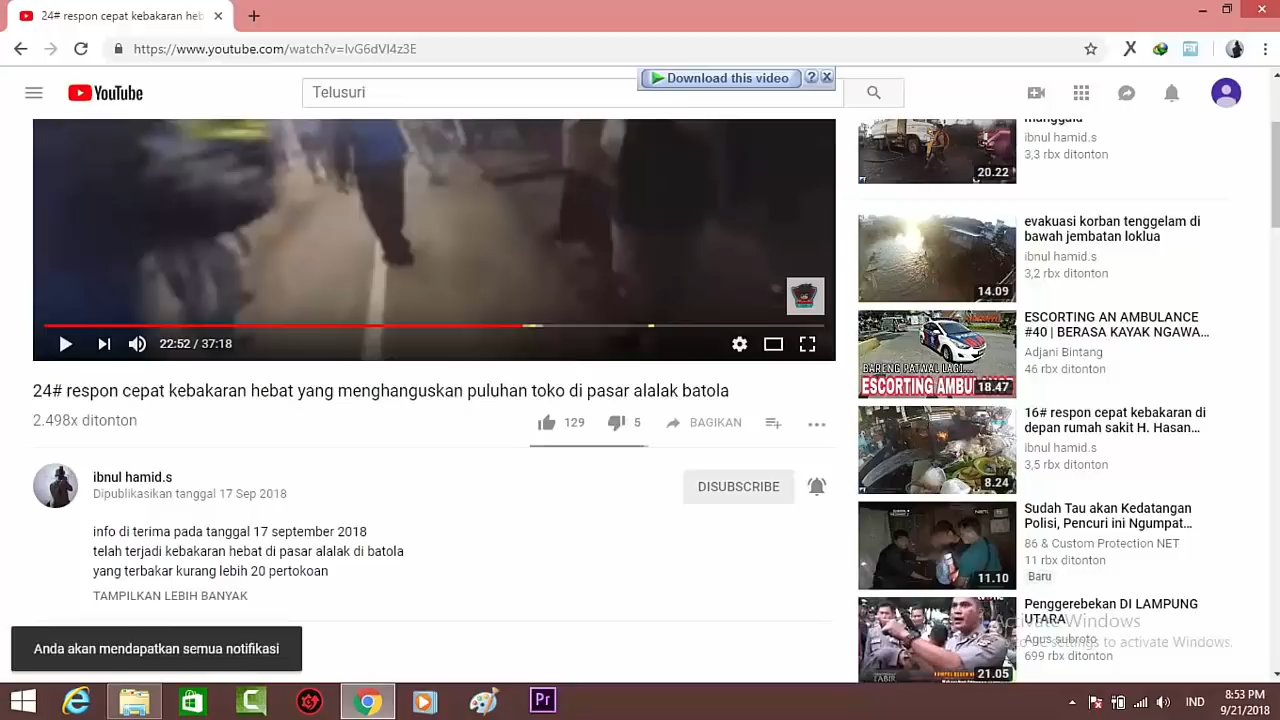 24# respon cepat kebakaran heb
https://www.youtube.com/watch?v=IvG6dVI4z3E
Download this video
YouTube
Telusuri
22:52 / 37:18
24# respon cepat kebakaran hebat yang menghanguskan puluhan toko di pasar alalak batola
2.498x ditonton
129
5
BAGIKAN
ibnul hamid.s
Dipublikasikan tanggal 17 Sep 2018
DISUBSCRIBE
info di terima pada tanggal 17 september 2018
telah terjadi kebakaran hebat di pasar alalak di batola
yang terbakar kurang lebih 20 pertokoan
TAMPILKAN LEBIH BANYAK
Anda akan mendapatkan semua notifikasi
manggala
ibnul hamid.s
3,3 rbx ditonton
20.22
evakuasi korban tenggelam di
bawah jembatan loklua
ibnul hamid.s
3,2 rbx ditonton
14.09
ESCORTING AN AMBULANCE
#40 | BERASA KAYAK NGAWA...
Adjani Bintang
46 rbx ditonton
BARENG PATWAL LAGI...
ESCORTING
18.47
16# respon cepat kebakaran di
depan rumah sakit H. Hasan...
ibnul hamid.s
3,5 rbx ditonton
8.24
Sudah Tau akan Kedatangan
Polisi, Pencuri ini Ngumpat...
86 & Custom Protection NET
11 rbx ditonton
Baru
11.10
Penggerebekan DI LAMPUNG
UTARA
Agus subroto
699 rbx ditonton
21.05
Activate Windows
to PC settings to activate Windows.
Pr
IND
8:53 PM
9/21/2018